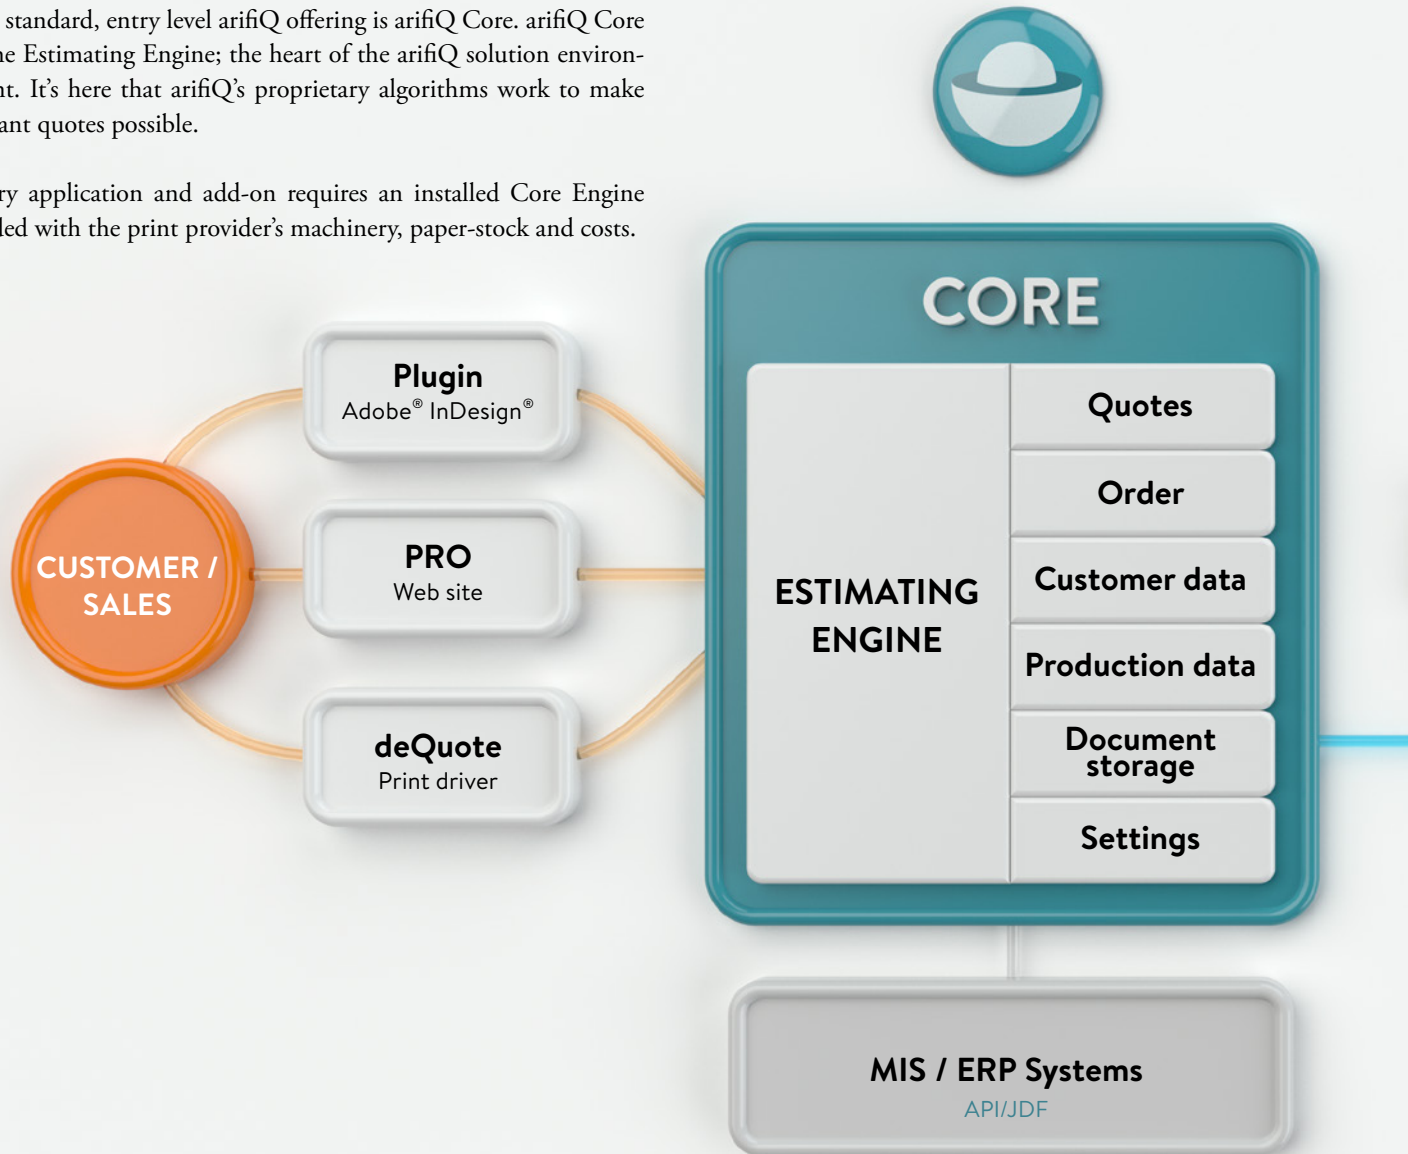 standard, entry level arifiQ offering is arifiQ Core. arifiQ Core
Estimating Engine; the heart of the arifiQ solution environ-
It’s here that arifiQ’s proprietary algorithms work to make
quotes possible.
application and add-on requires an installed Core Engine
with the print provider’s machinery, paper-stock and costs.
CORE
Plugin
Adobe® InDesign®
PRO
Web site
deQuote
Print driver
CUSTOMER /
SALES
ESTIMATING
ENGINE
Quotes
Order
Customer data
Production data
Document
storage
Settings
MIS / ERP Systems
API/JDF